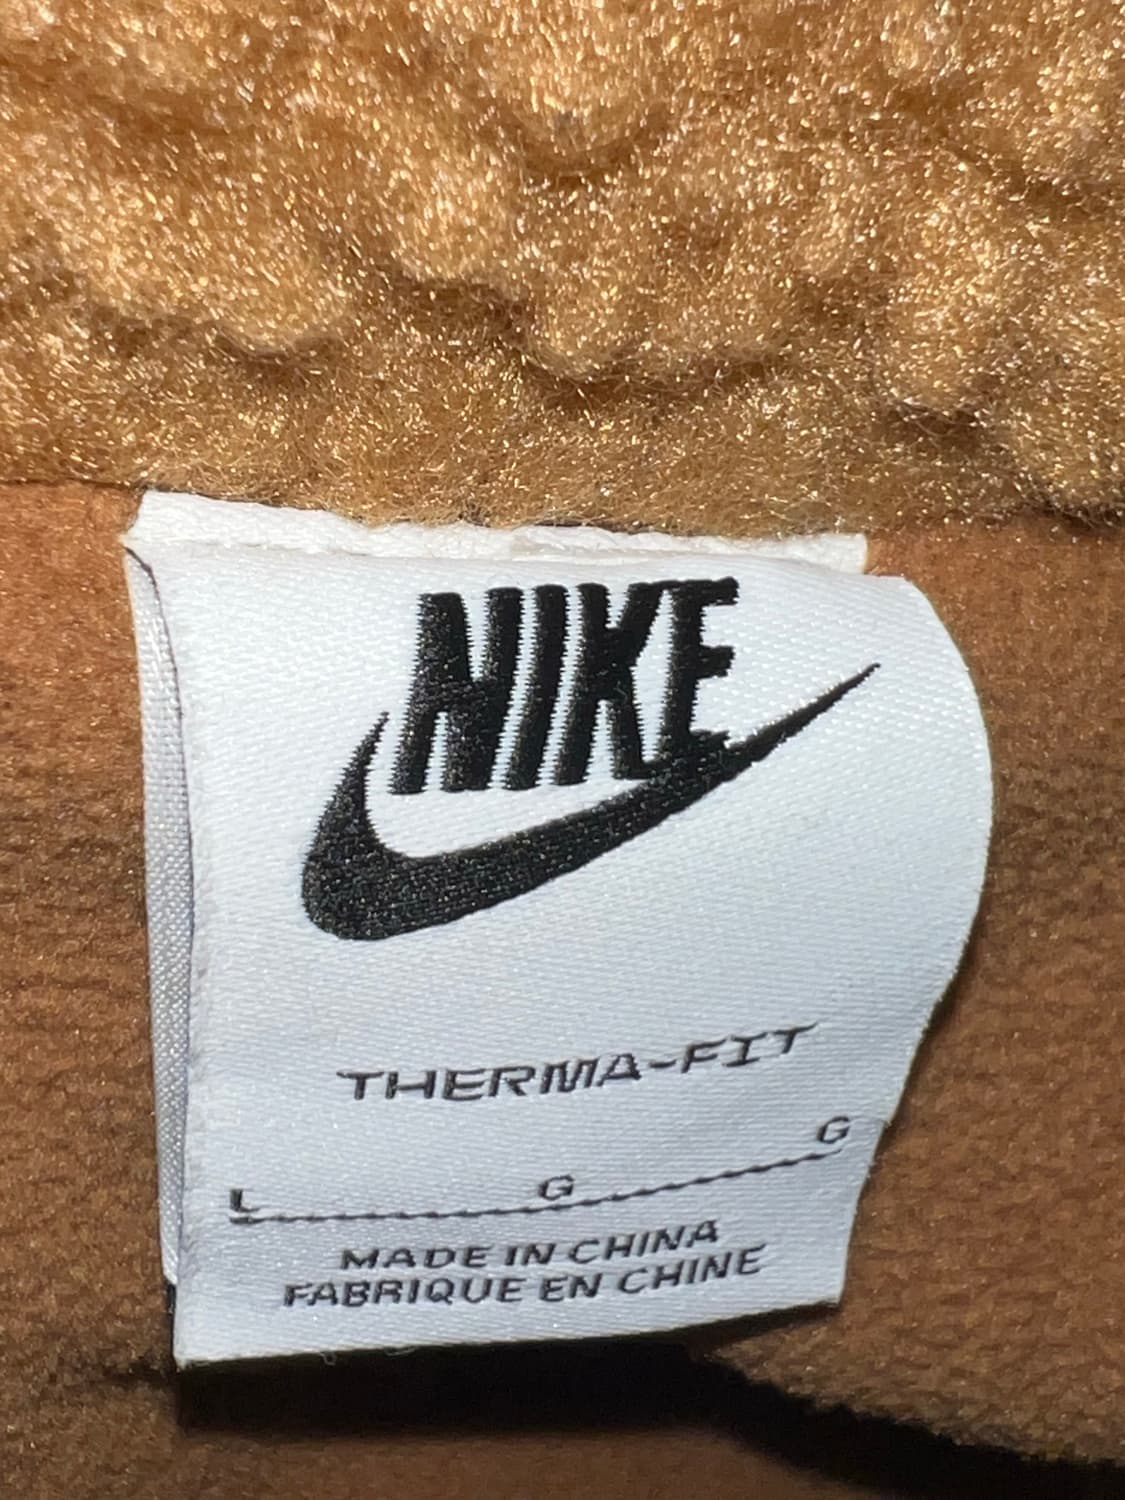 NIKE
THERMA-FIT
L G G
MADE IN CHINA
FABRIQUE EN CHINE